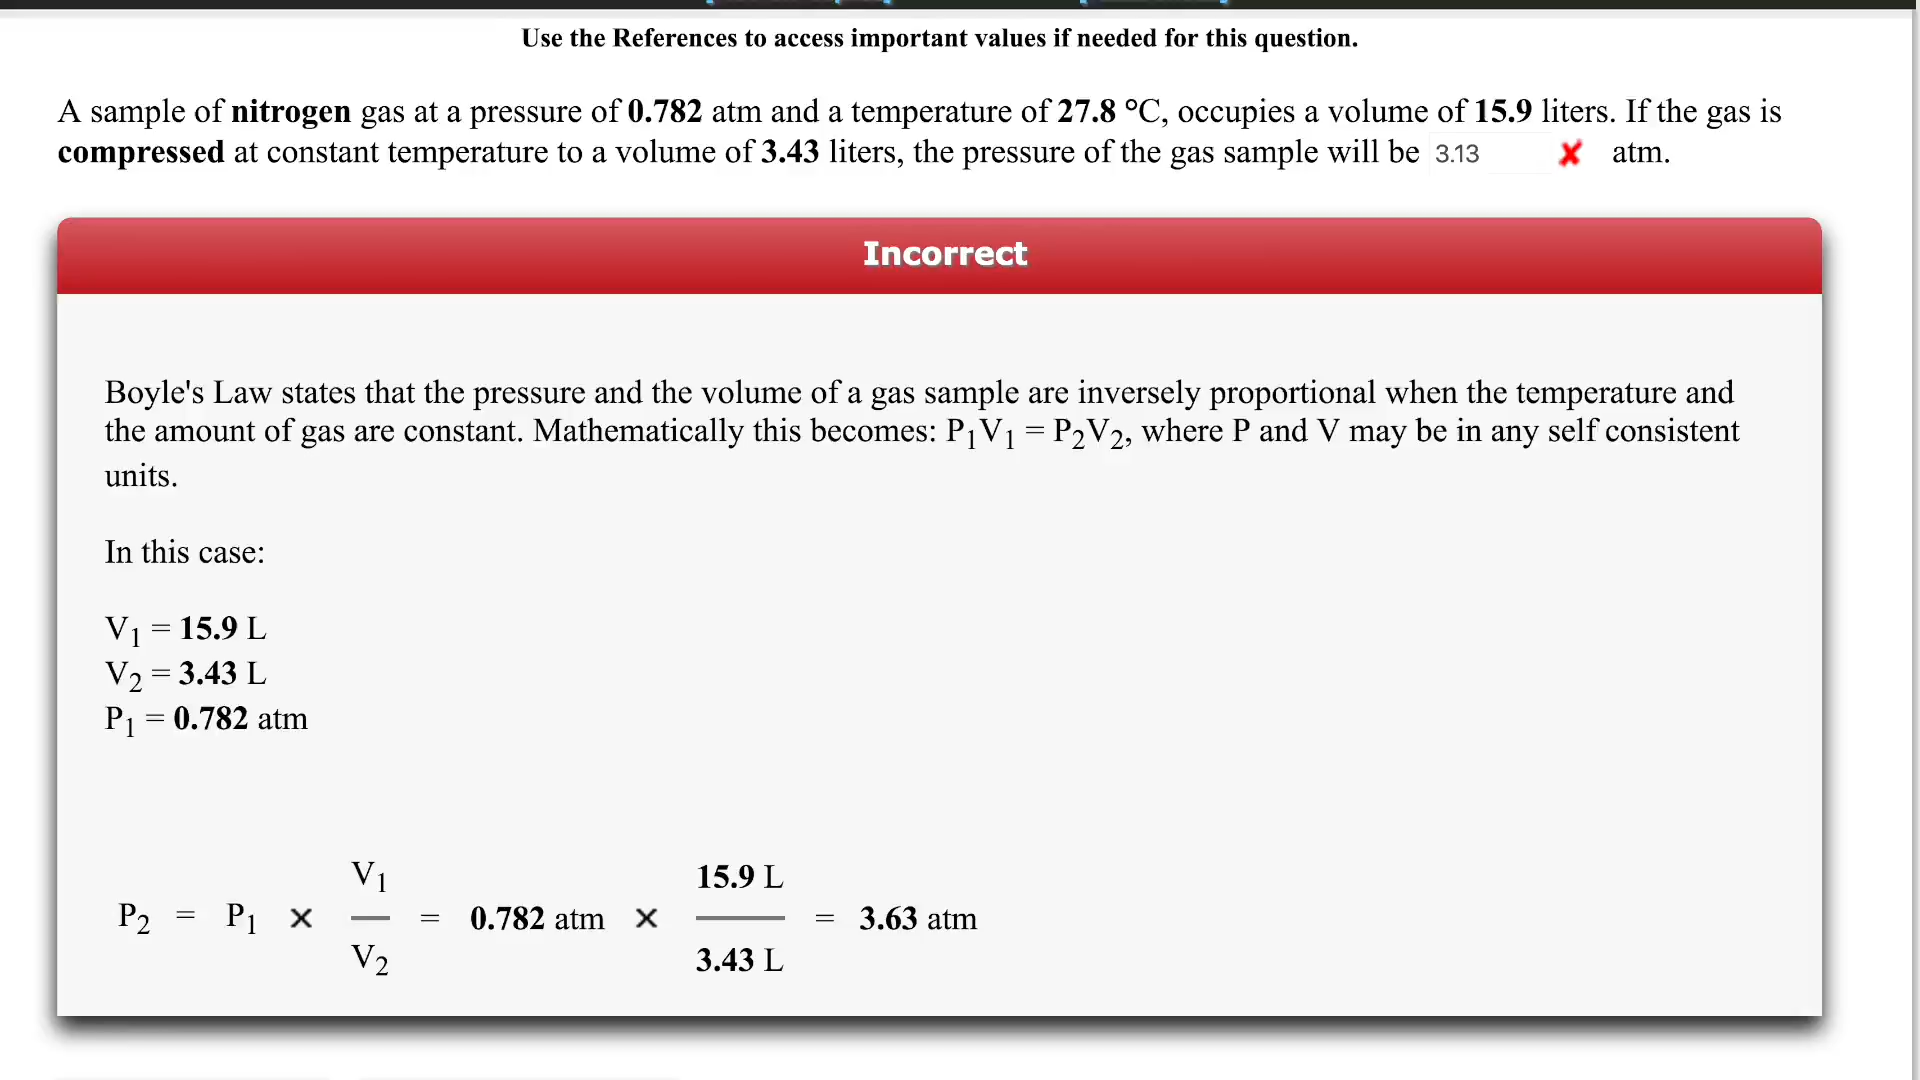 Use the References to access important values if needed for this question.
A sample of nitrogen gas at a pressure of 0.782 atm and a temperature of 27.8 °C, occupies a volume of 15.9 liters. If the gas is
compressed at constant temperature to a volume of 3.43 liters, the pressure of the gas sample will be 3.13 ✘ atm.
Incorrect
Boyle's Law states that the pressure and the volume of a gas sample are inversely proportional when the temperature and
the amount of gas are constant. Mathematically this becomes: P₁V₁ = P₂V₂, where P and V may be in any self consistent
units.
In this case:
V₁ = 15.9 L
V₂ = 3.43 L
P₁ = 0.782 atm
V₁ 15.9 L
P₂ = P₁ × — = 0.782 atm × — = 3.63 atm
V₂ 3.43 L